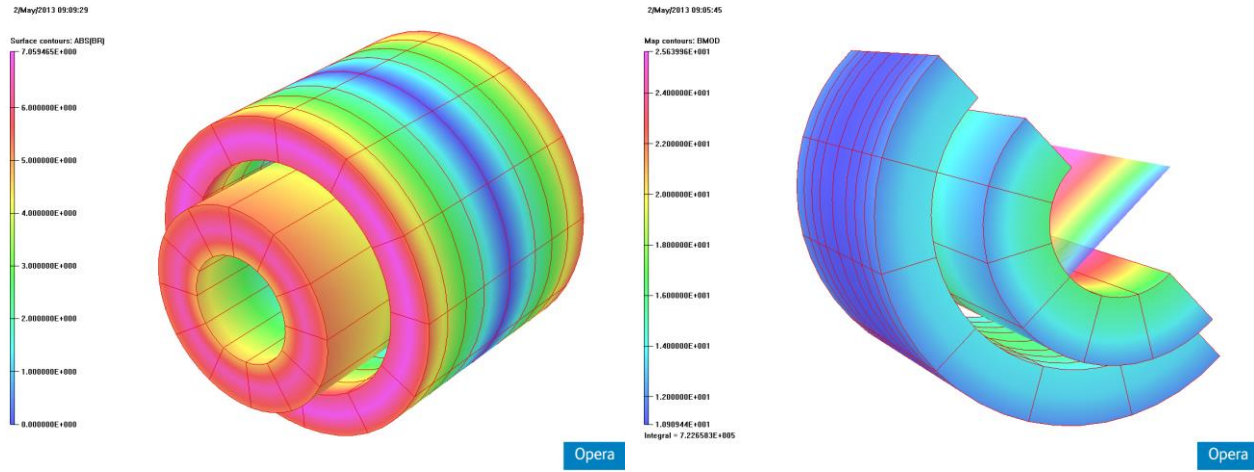 2/May/2013 09:09:29
Surface contours: ABS(BR)
7.059465E+000
6.000000E+000
5.000000E+000
4.000000E+000
3.000000E+000
2.000000E+000
1.000000E+000
0.000000E+000
Opera
2/May/2013 09:05:45
Map contours: BMOD
2.563996E+001
2.400000E+001
2.200000E+001
2.000000E+001
1.800000E+001
1.600000E+001
1.400000E+001
1.200000E+001
1.090944E+001
Integral = 7.226583E+005
Opera